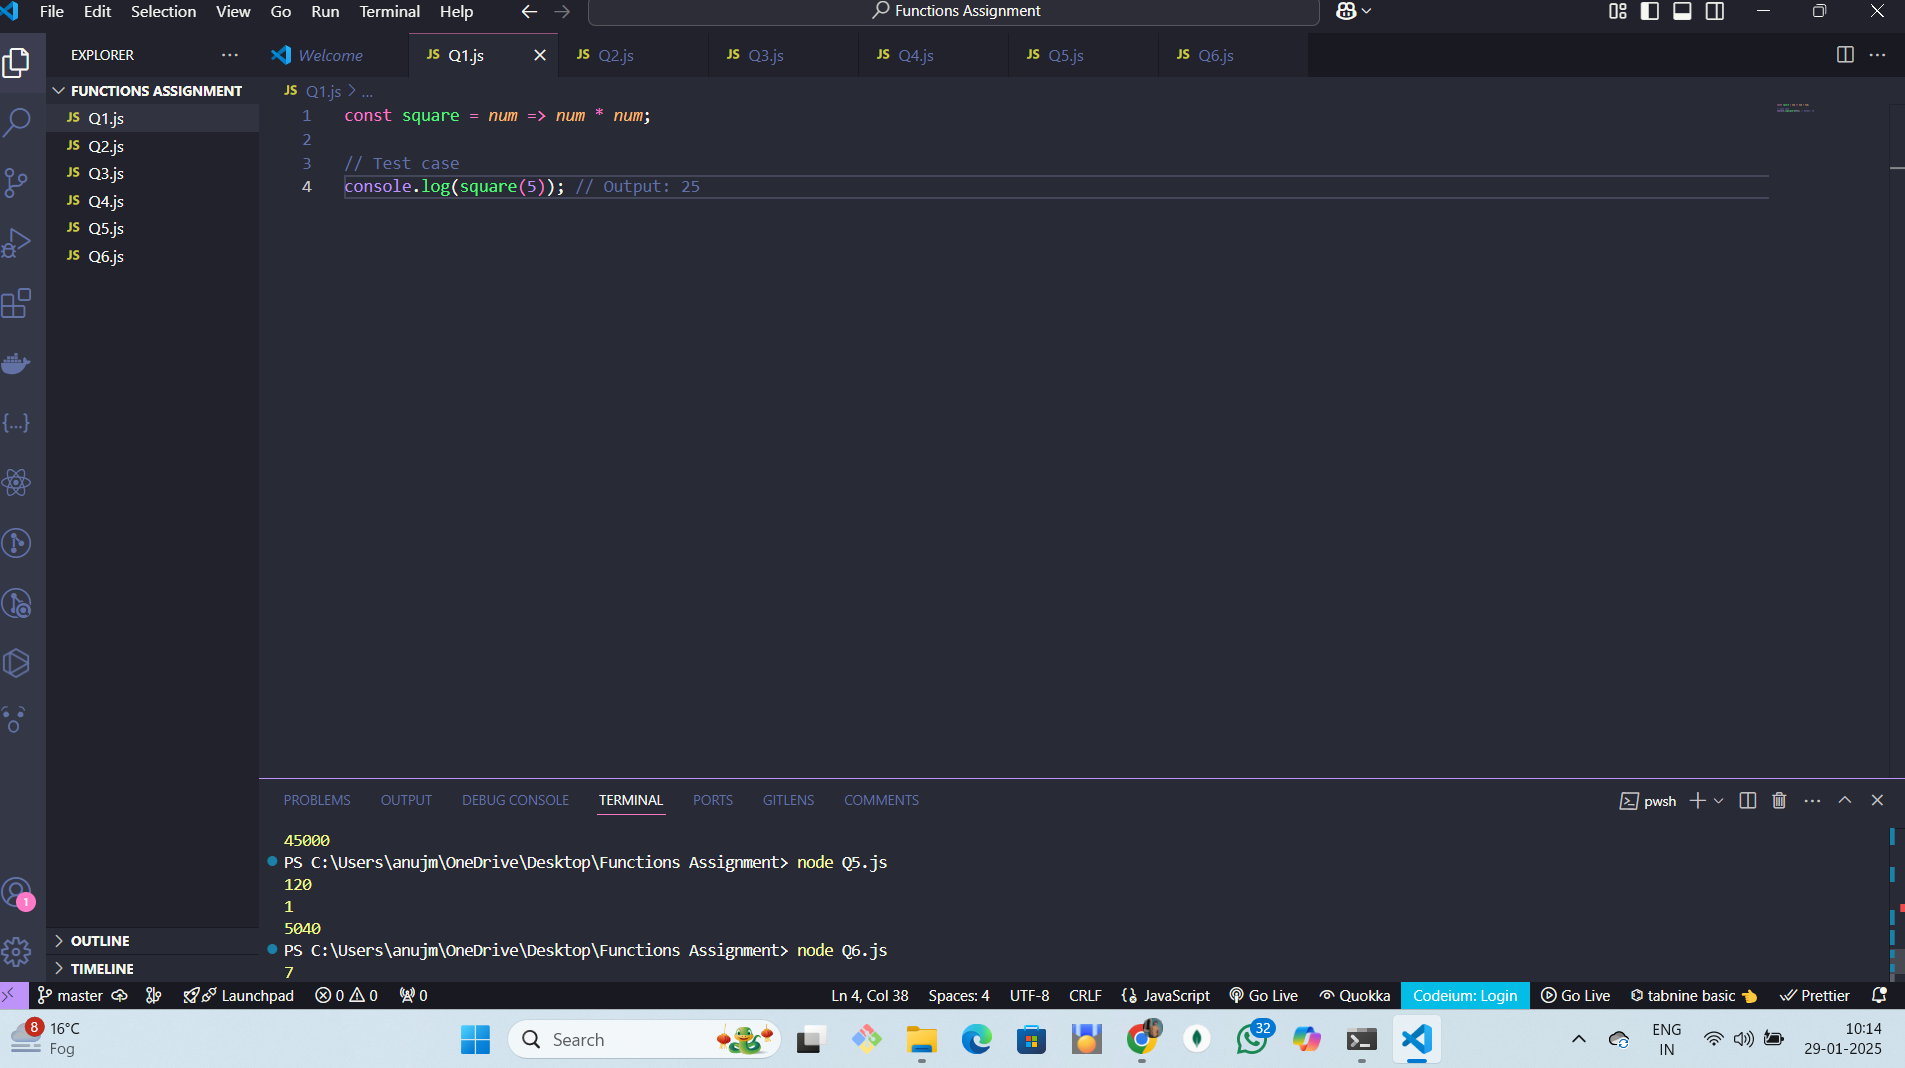 File Edit Selection View Go Run Terminal Help
Functions Assignment
EXPLORER
Welcome
JS Q1.js
JS Q2.js
JS Q3.js
JS Q4.js
JS Q5.js
JS Q6.js
FUNCTIONS ASSIGNMENT
JS Q1.js
JS Q2.js
JS Q3.js
JS Q4.js
JS Q5.js
JS Q6.js
OUTLINE
TIMELINE
JS Q1.js > ...
1 const square = num => num * num;
2
3 // Test case
4 console.log(square(5)); // Output: 25
PROBLEMS OUTPUT DEBUG CONSOLE TERMINAL PORTS GITLENS COMMENTS
pwsh
45000
PS C:\Users\anujm\OneDrive\Desktop\Functions Assignment> node Q5.js
120
1
5040
PS C:\Users\anujm\OneDrive\Desktop\Functions Assignment> node Q6.js
7
1
master Launchpad 0 0 0 Ln 4, Col 38 Spaces: 4 UTF-8 CRLF JavaScript Go Live Quokka Codeium: Login Go Live tabnine basic Prettier
8
16°C
Fog
Search
32
ENG
IN
10:14
29-01-2025